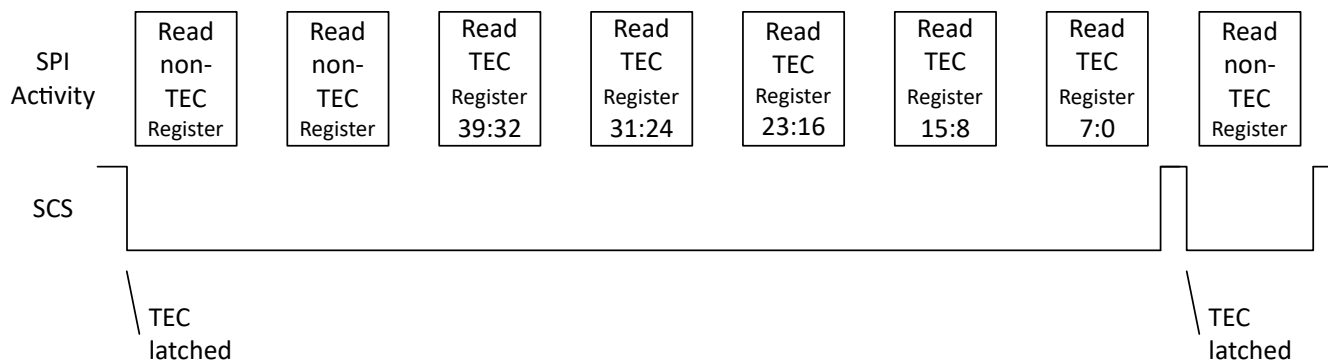 SPI
Activity
Read
non-
TEC
Register
Read
non-
TEC
Register
Read
TEC
Register
39:32
Read
TEC
Register
31:24
Read
TEC
Register
23:16
Read
TEC
Register
15:8
Read
TEC
Register
7:0
Read
non-
TEC
Register
SCS
TEC
latched
TEC
latched